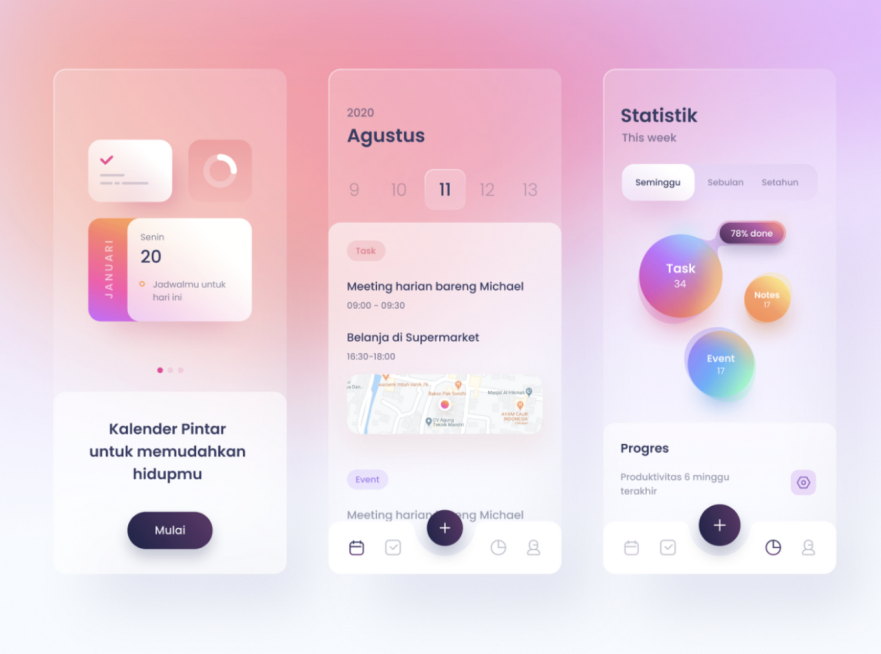 JANUARI
Senin
20
Jadwalmu untuk
hari ini
Kalender Pintar
untuk memudahkan
hidupmu
Mulai
2020
Agustus
9 10 11 12 13
Task
Meeting harian bareng Michael
09:00 - 09:30
Belanja di Supermarket
16:30-18:00
Event
Meeting harian bareng Michael
Statistik
This week
Seminggu Sebulan Setahun
78% done
Task
34
Notes
17
Event
17
Progres
Produktivitas 6 minggu
terakhir